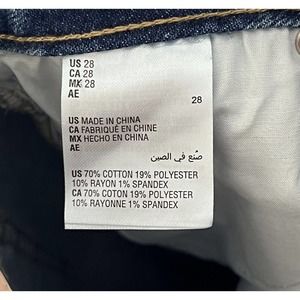 US 28
CA 28
MX 28
AE
28
US MADE IN CHINA
CA FABRIQUÉ EN CHINE
MX HECHO EN CHINA
AE
صنع في الصين
US 70% COTTON 19% POLYESTER
10% RAYON 1% SPANDEX
CA 70% COTTON 19% POLYESTER
10% RAYON 1% SPANDEX